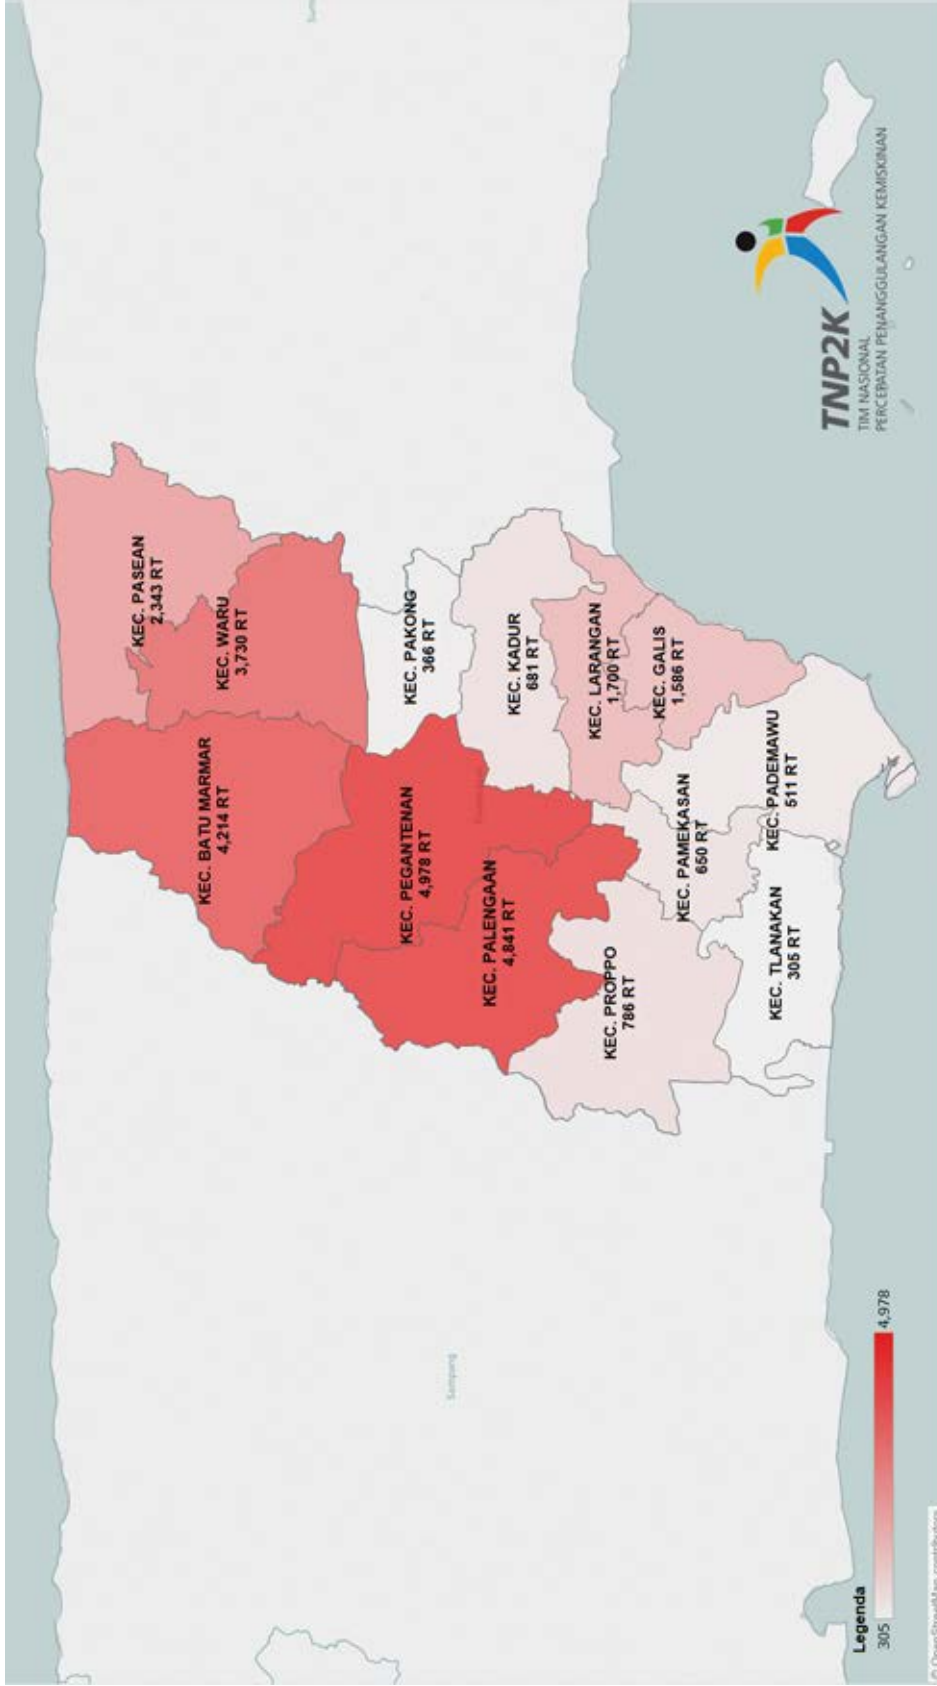 KEC. PASEAN
2,343 RT
KEC. WARU
3,730 RT
KEC. BATU MARMAR
4,214 RT
KEC. PAKONG
366 RT
KEC. PEGANTENAN
4,978 RT
KEC. KADUR
681 RT
KEC. PALENGAAN
4,841 RT
KEC. LARANGAN
1,700 RT
KEC. GALIS
1,586 RT
KEC. PROPPO
786 RT
KEC. PAMEKASAN
650 RT
KEC. PADEMAWU
511 RT
KEC. TLANAKAN
305 RT
Sampang
Legenda
305 4,978
TNP2K
TIM NASIONAL
PERCEPATAN PENANGGULANGAN KEMISKINAN
© OpenStreetMap contributors